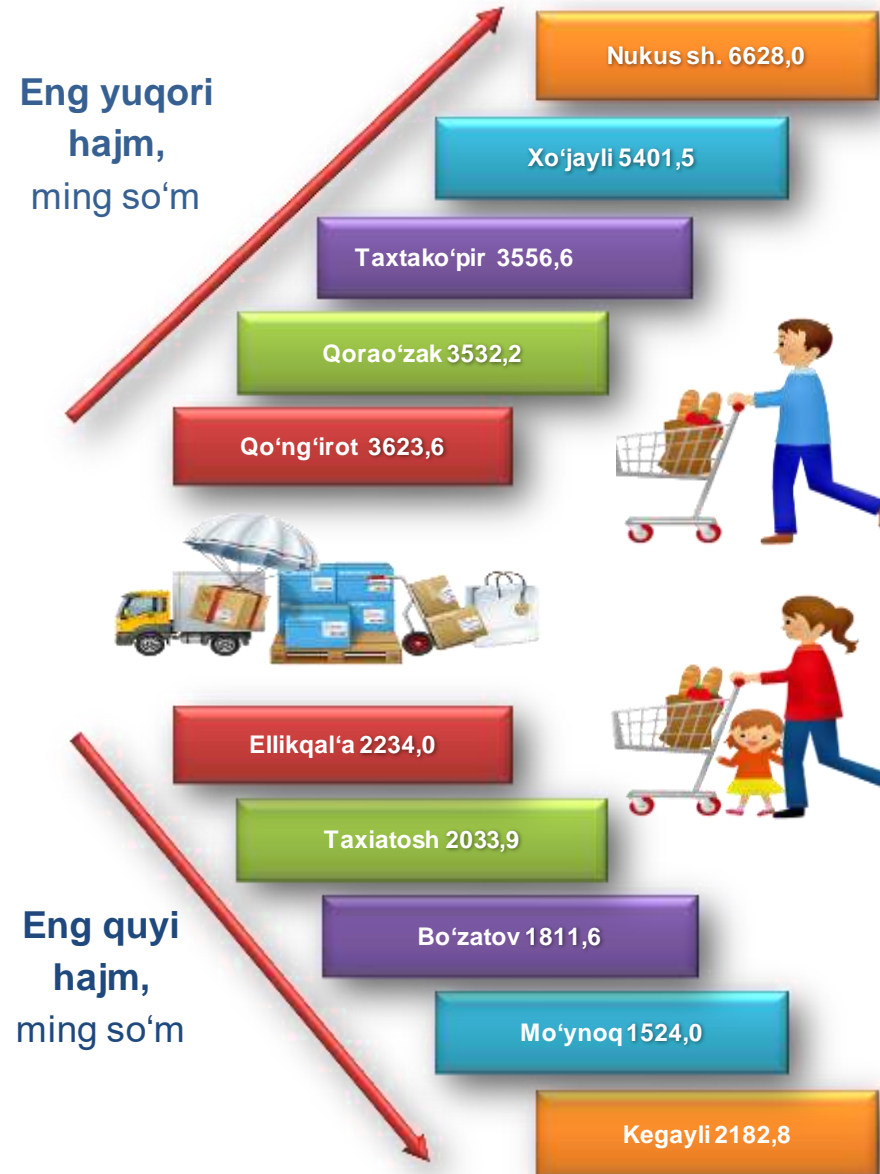 Eng yuqori
hajm,
ming so‘m
Nukus sh. 6628,0
Xo‘jayli 5401,5
Taxtako‘pir 3556,6
Qorao‘zak 3532,2
Qo‘ng‘irot 3623,6
Ellikqal‘a 2234,0
Taxiatosh 2033,9
Bo‘zatov 1811,6
Mo‘ynoq 1524,0
Kegayli 2182,8
Eng quyi
hajm,
ming so‘m